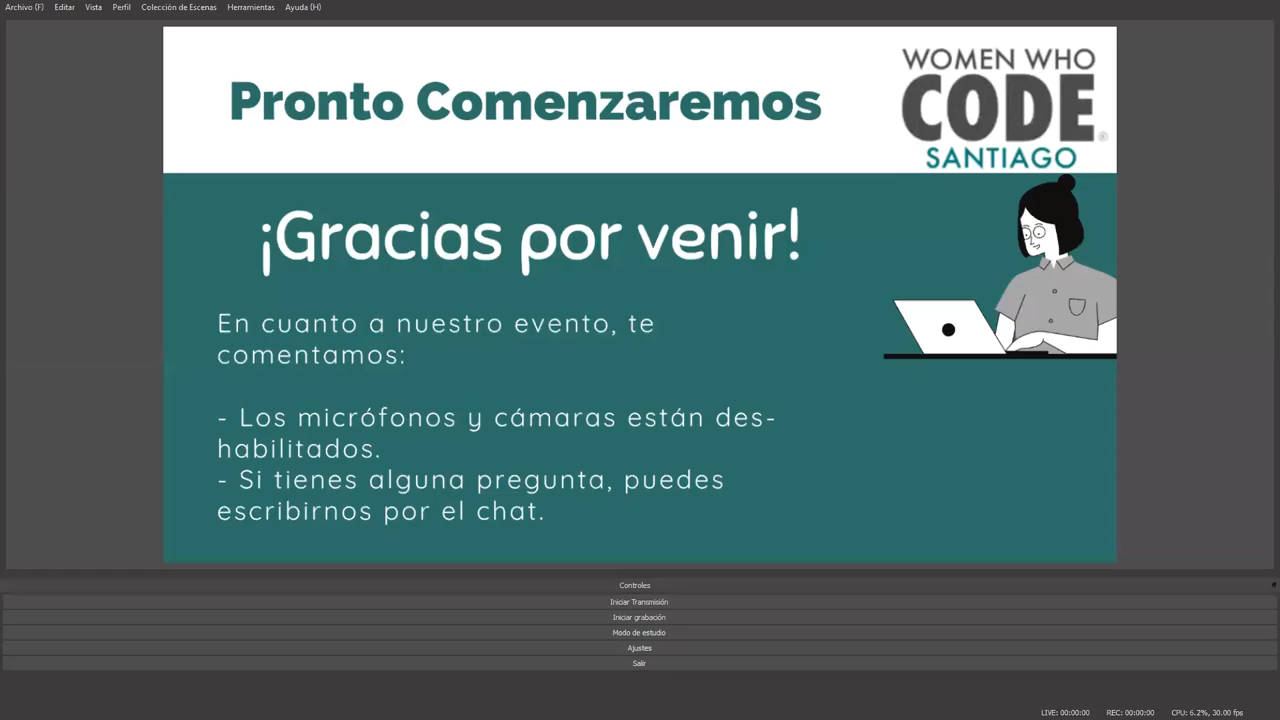 Archivo (F) Editar Vista Perfil Colección de Escenas Herramientas Ayuda (H)
Pronto Comenzaremos
WOMEN WHO
CODE
SANTIAGO
¡Gracias por venir!
En cuanto a nuestro evento, te
comentamos:
- Los micrófonos y cámaras están des-
habilitados.
- Si tienes alguna pregunta, puedes
escribirnos por el chat.
Controles
Iniciar Transmisión
Iniciar grabación
Modo de estudio
Ajustes
Salir
LIVE: 00:00:00 REC: 00:00:00 CPU: 6.2%, 30.00 fps